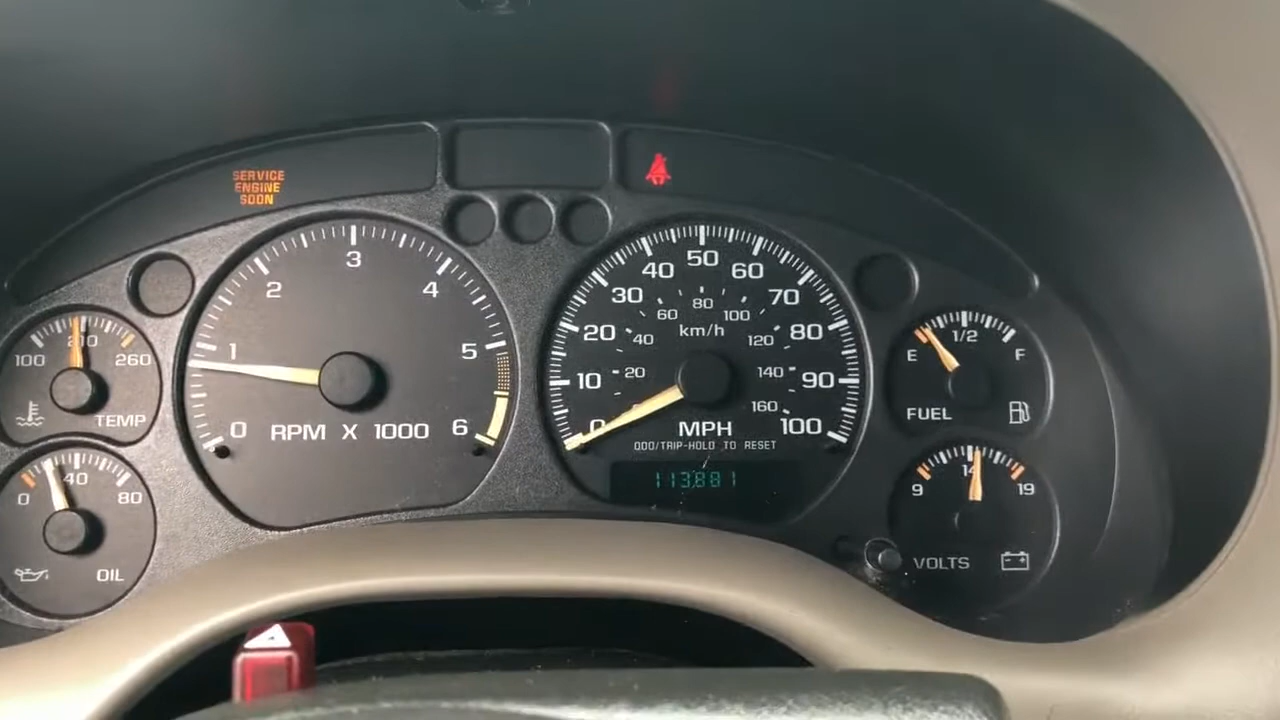 SERVICE
ENGINE
SOON
100 210 260
TEMP
0 40 80
OIL
0 1 2 3 4 5 6
RPM X 1000
0 10 20 30 40 50 60 70 80 90 100
20 40 60 80 100 120 140 160
km/h
MPH
ODO/TRIP-HOLD TO RESET
113881
E 1/2 F
FUEL
9 14 19
VOLTS